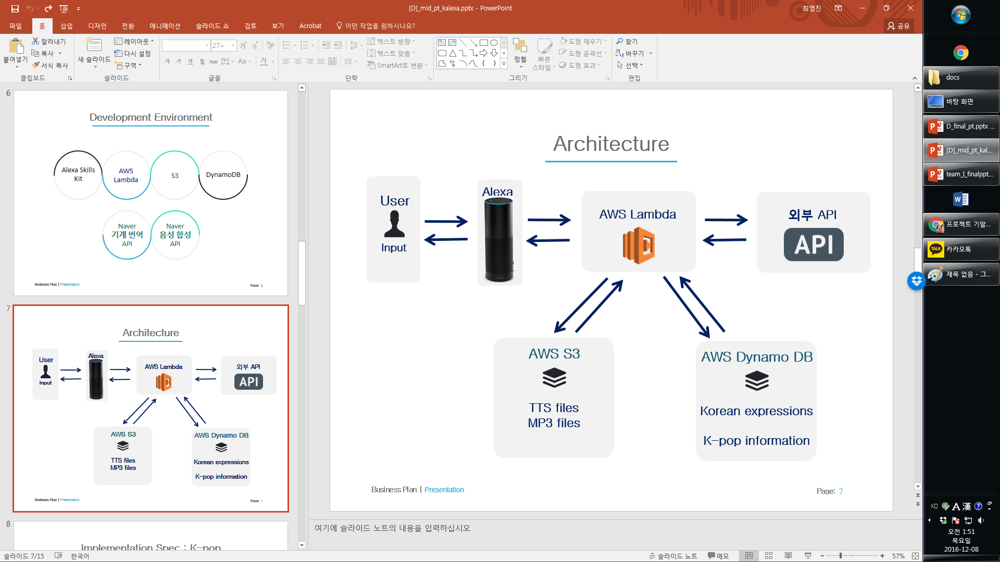 [D]_mid_pt_kalexa.pptx - PowerPoint
최영진
파일
홈
삽입
디자인
전환
애니메이션
슬라이드 쇼
검토
보기
Acrobat
어떤 작업을 원하시나요?
공유
붙여넣기
잘라내기
복사
서식 복사
클립보드
새 슬라이드
레이아웃
다시 설정
구역
슬라이드
27+
가 가 가 S abc 간 Aa 가
글꼴
텍스트 방향
텍스트 맞춤
SmartArt로 변환
단락
정렬
빠른
스타일
도형 채우기
도형 윤곽선
도형 효과
그리기
찾기
바꾸기
선택
편집
6
Development Environment
Alexa Skills
Kit
AWS
Lambda
S3
DynamoDB
Naver
기계 번역
API
Naver
음성 합성
API
Business Plan | Presentation
Page: 6
7
Architecture
User
Input
Alexa
AWS Lambda
외부 API
API
AWS S3
TTS files
MP3 files
AWS Dynamo DB
Korean expressions
K-pop information
Business Plan | Presentation
Page: 7
8
Implementation Spec : K-pop
Architecture
User
Input
Alexa
AWS Lambda
외부 API
API
AWS S3
TTS files
MP3 files
AWS Dynamo DB
Korean expressions
K-pop information
Business Plan | Presentation
Page: 7
여기에 슬라이드 노트의 내용을 입력하십시오
슬라이드 7/15
한국어
슬라이드 노트
메모
57%
docs
바탕 화면
D_final_pt.pptx ...
[D]_mid_pt_kal...
team_I_finalppt...
프로젝트 기말...
TALK
카카오톡
제목 없음 - 그...
KO A 漢
오전 1:51
목요일
2016-12-08